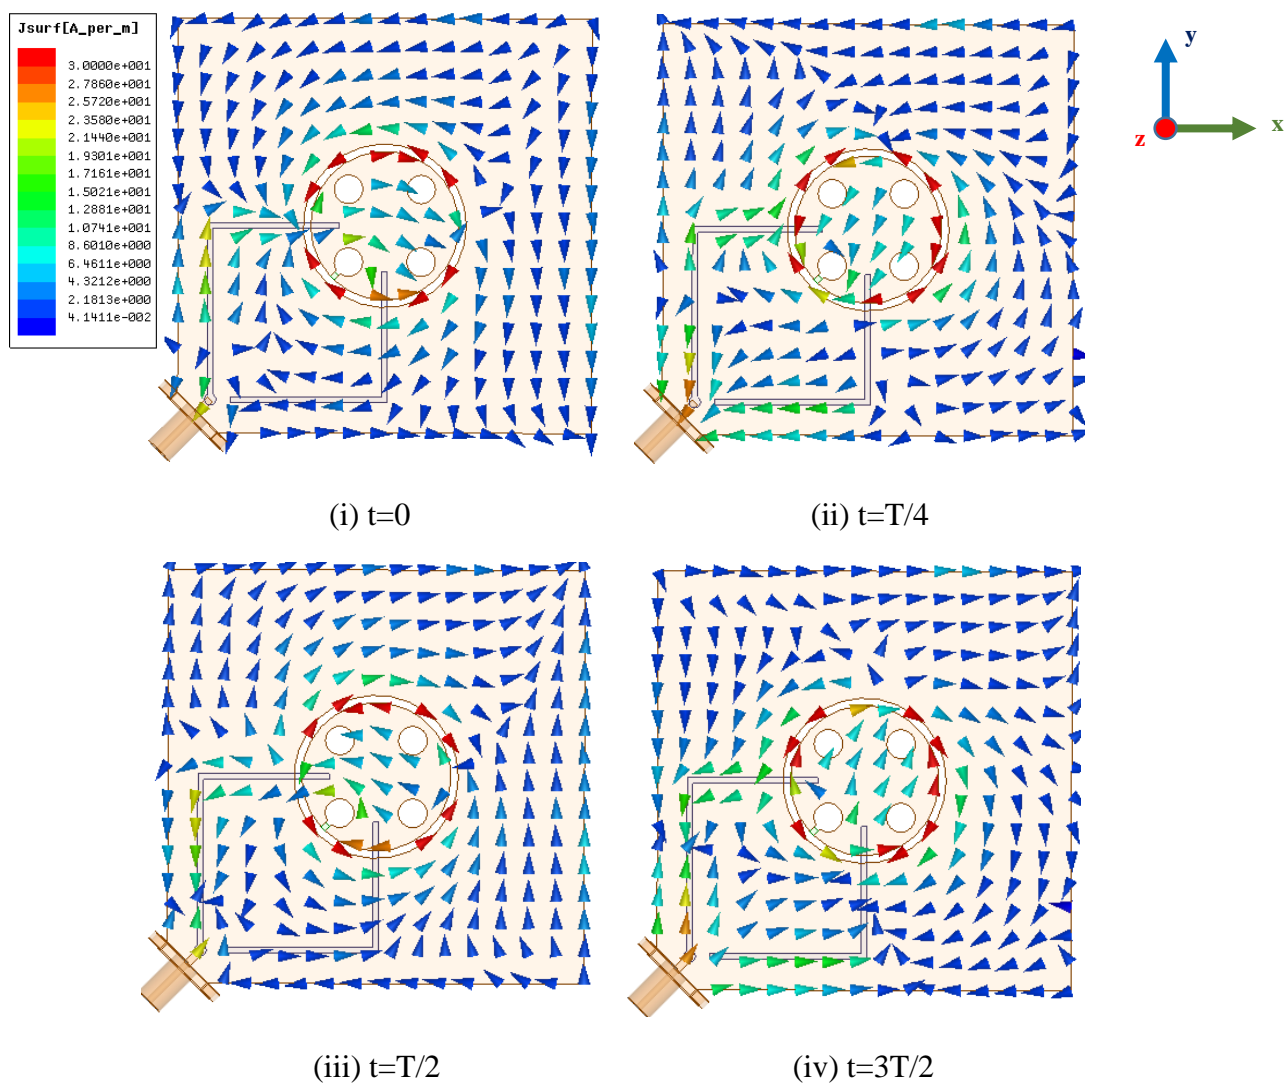 Jsurf[A_per_m]
3.0000e+001
2.7860e+001
2.5720e+001
2.3580e+001
2.1440e+001
1.9301e+001
1.7161e+001
1.5021e+001
1.2881e+001
1.0741e+001
8.6010e+000
6.4611e+000
4.3212e+000
2.1813e+000
4.1411e-002
y
z
x
(i) t=0
(ii) t=T/4
(iii) t=T/2
(iv) t=3T/2